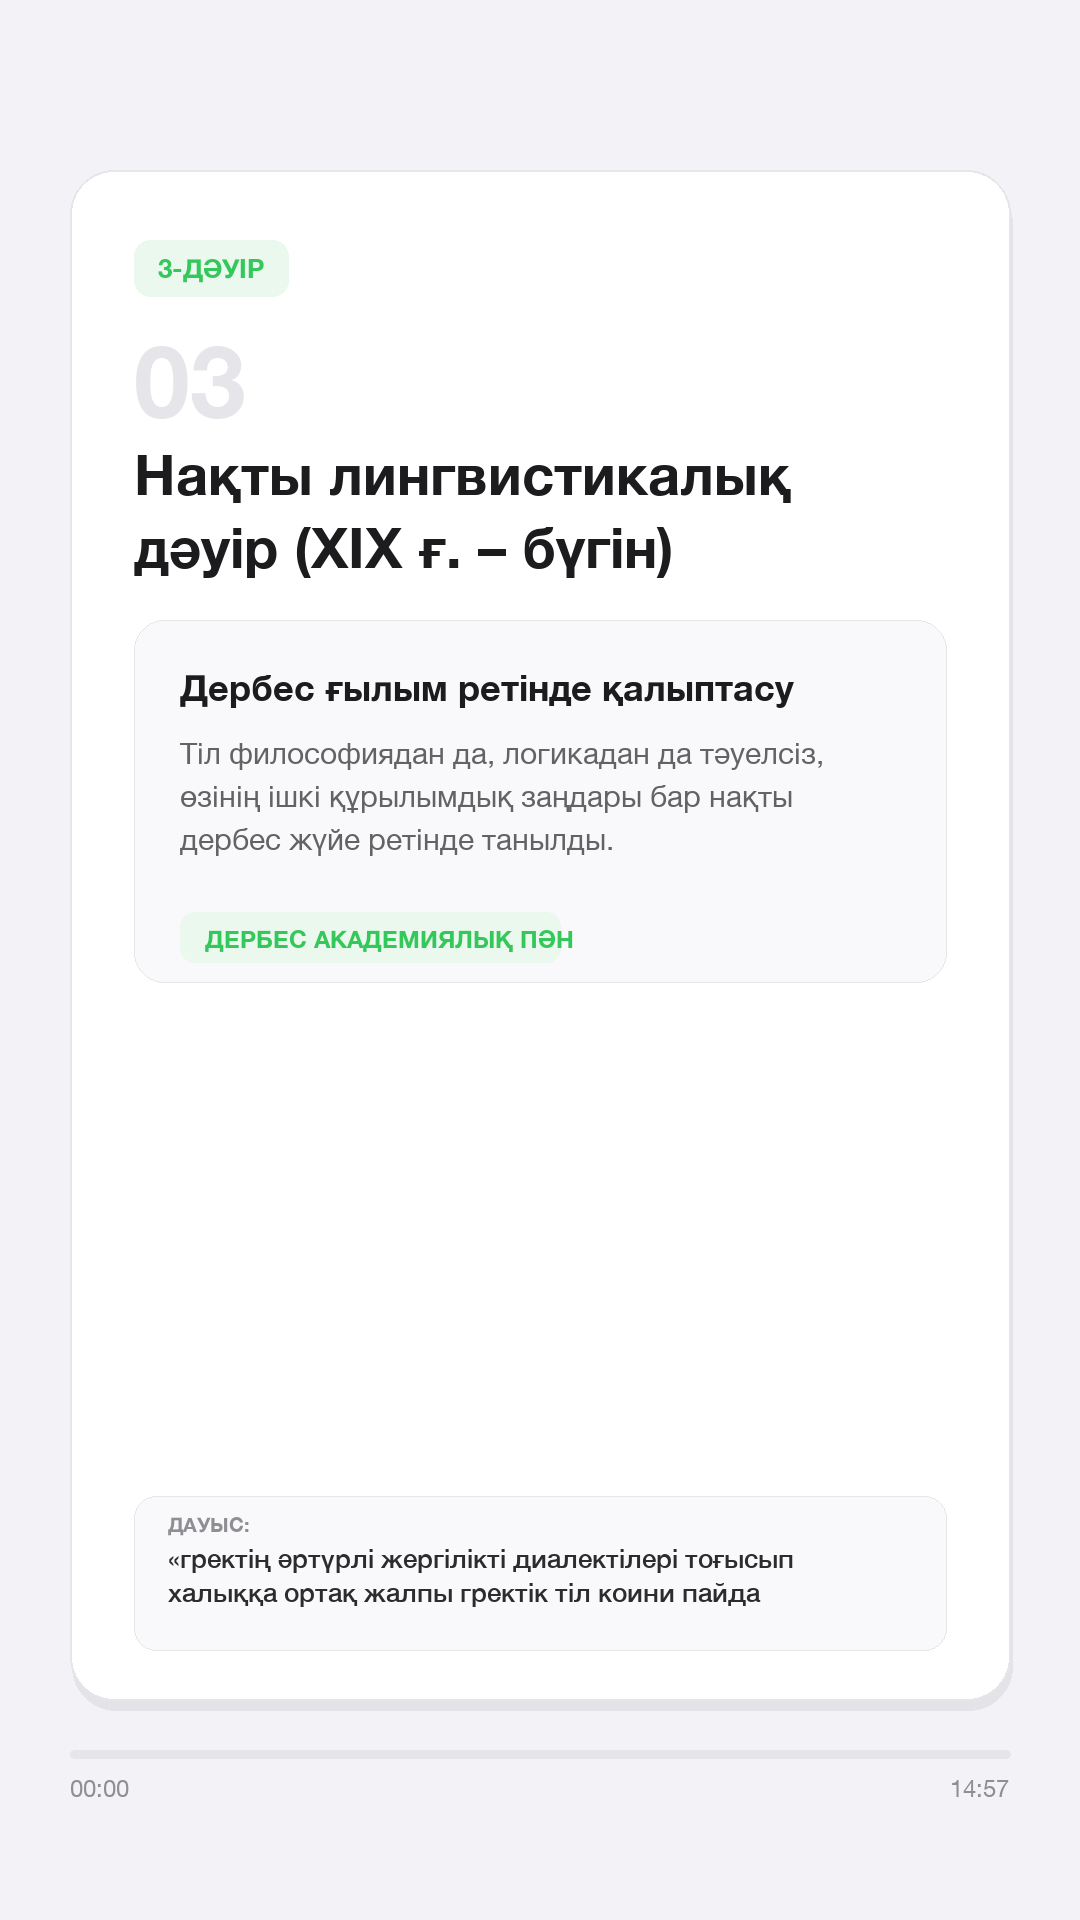 3-ДӘУІР
03
Нақты лингвистикалық
дәуір (XIX ғ. – бүгін)
Дербес ғылым ретінде қалыптасу
Тіл философиядан да, логикадан да тәуелсіз,
өзінің ішкі құрылымдық заңдары бар нақты
дербес жүйе ретінде танылды.
ДЕРБЕС АКАДЕМИЯЛЫҚ ПӘН
ДАУЫС:
«гректің әртүрлі жергілікті диалектілері тоғысып
халыққа ортақ жалпы гректік тіл коини пайда
00:00
14:57